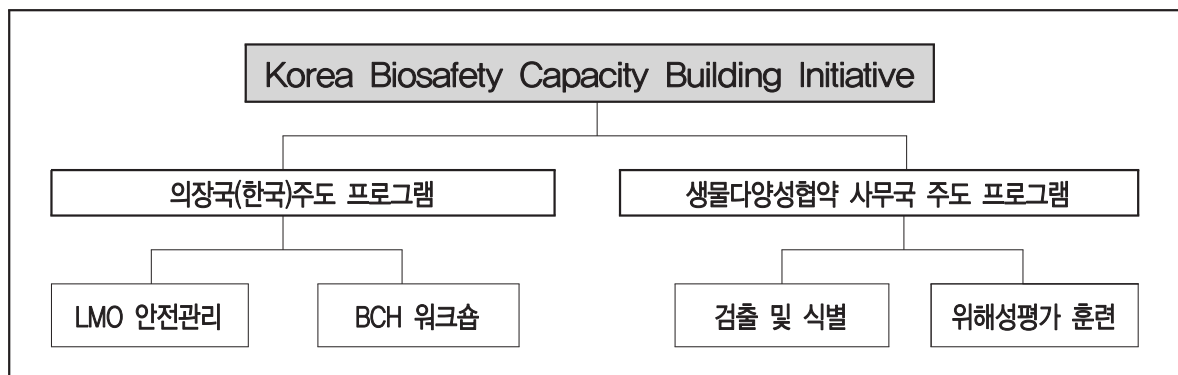 Korea Biosafety Capacity Building Initiative
의장국(한국)주도 프로그램
생물다양성협약 사무국 주도 프로그램
LMO 안전관리
BCH 워크숍
검출 및 식별
위해성평가 훈련